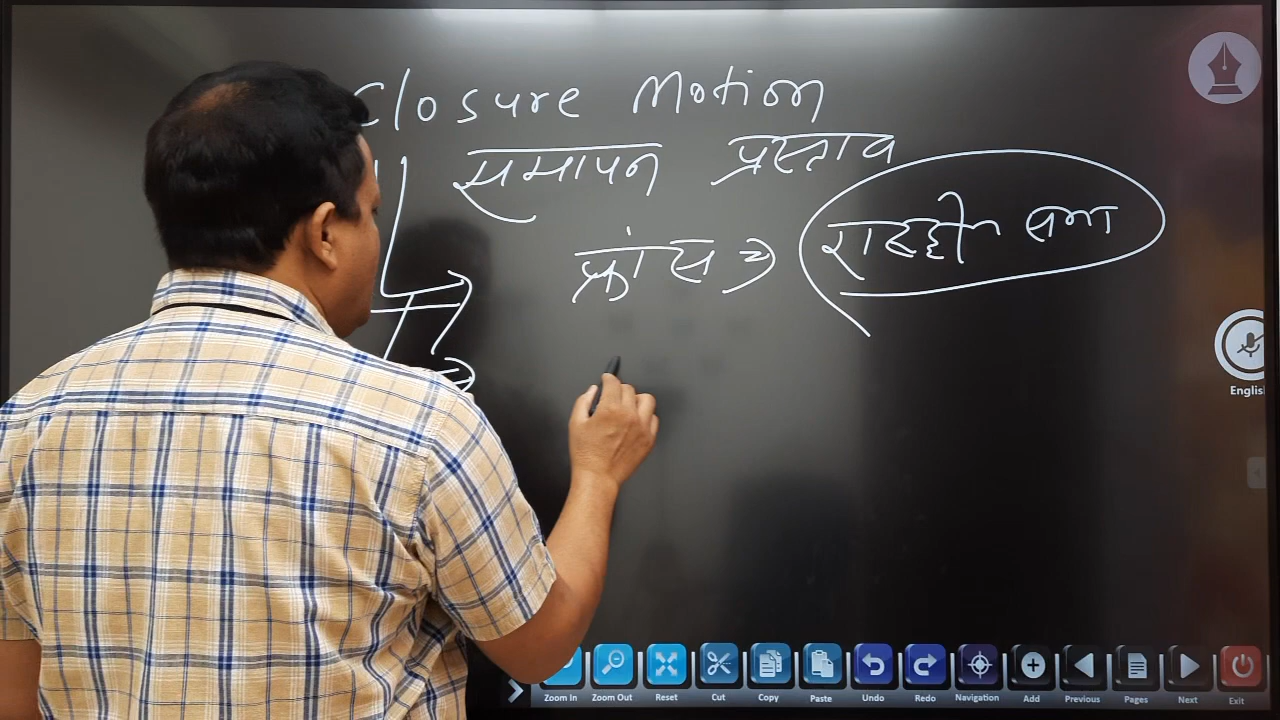 Closure Motion
समापन प्रस्ताव
फ्रांस ⇒ राष्ट्रीय सभा
English
Zoom In Zoom Out Reset Cut Copy Paste Undo Redo Navigation Add Previous Pages Next Exit